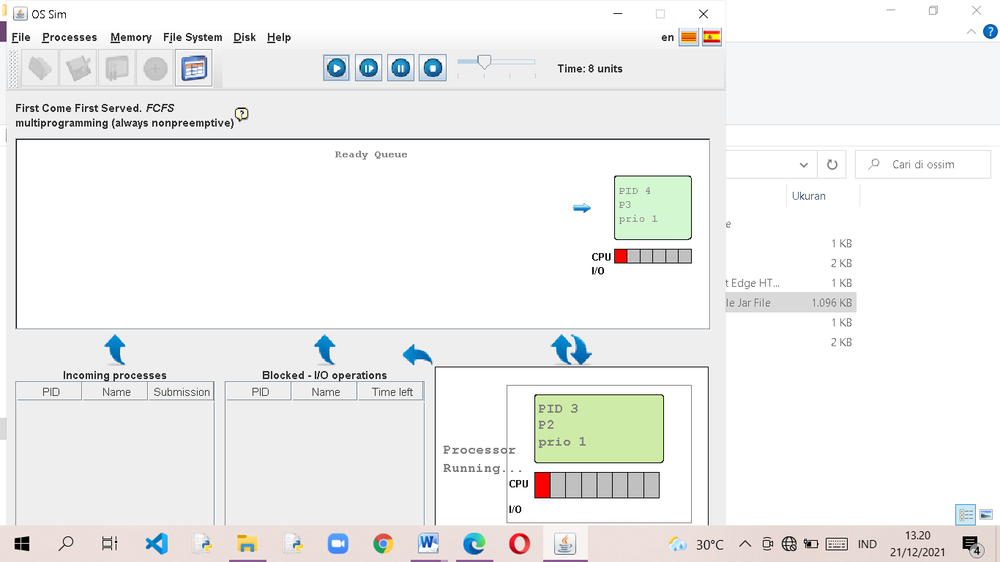 OS Sim
File Processes Memory File System Disk Help en
Time: 8 units
First Come First Served. FCFS
multiprogramming (always nonpreemptive)
?
Ready Queue
PID 4
P3
prio 1
CPU
I/O
Incoming processes
PID Name Submission
Blocked - I/O operations
PID Name Time left
Processor
Running...
PID 3
P2
prio 1
CPU
I/O
?
Cari di ossim
Ukuran
e
1 KB
2 KB
t Edge HT... 1 KB
le Jar File 1.096 KB
1 KB
2 KB
30°C IND 13.20
21/12/2021
4